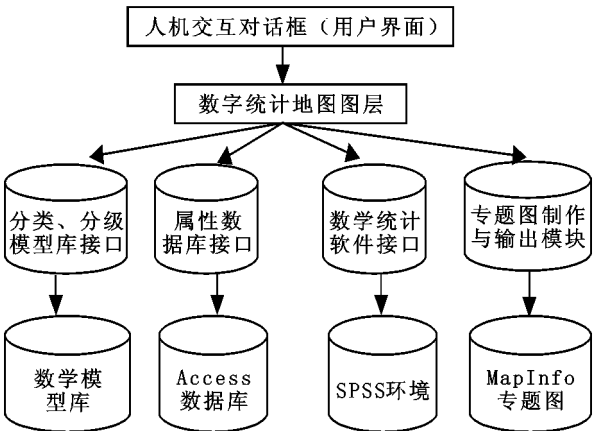 人机交互对话框（用户界面）
数字统计地图图层
分类、分级
模型库接口
属性数
据库接口
数学统计
软件接口
专题图制作
与输出模块
数学模
型库
Access
数据库
SPSS环境
MapInfo
专题图